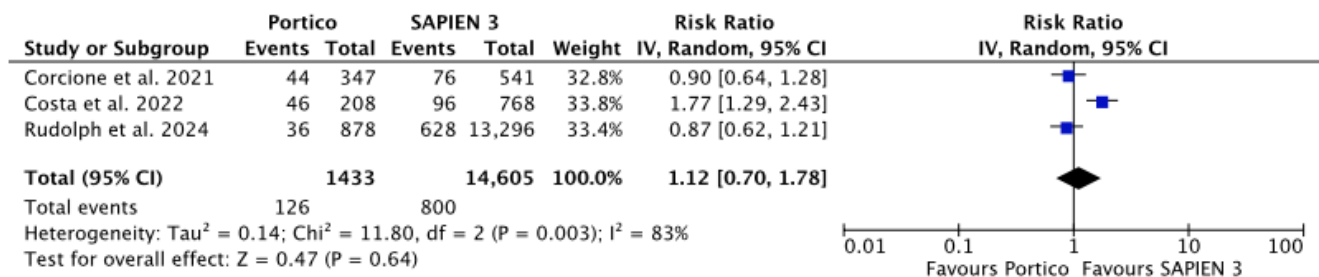 Portico SAPIEN 3 Risk Ratio Risk Ratio
Study or Subgroup Events Total Events Total Weight IV, Random, 95% CI IV, Random, 95% CI
Corcione et al. 2021 44 347 76 541 32.8% 0.90 [0.64, 1.28]
Costa et al. 2022 46 208 96 768 33.8% 1.77 [1.29, 2.43]
Rudolph et al. 2024 36 878 628 13,296 33.4% 0.87 [0.62, 1.21]
Total (95% CI) 1433 14,605 100.0% 1.12 [0.70, 1.78]
Total events 126 800
Heterogeneity: Tau² = 0.14; Chi² = 11.80, df = 2 (P = 0.003); I² = 83%
Test for overall effect: Z = 0.47 (P = 0.64)
0.01 0.1 1 10 100
Favours Portico Favours SAPIEN 3